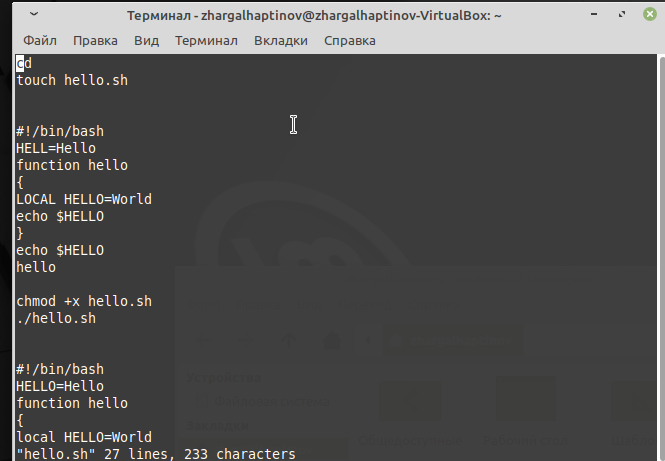 Терминал - zhargalhaptinov@zhargalhaptinov-VirtualBox: ~
Файл Правка Вид Терминал Вкладки Справка
cd
touch hello.sh
#!/bin/bash
HELL=Hello
function hello
{
LOCAL HELLO=World
echo $HELLO
}
echo $HELLO
hello
chmod +x hello.sh
./hello.sh
#!/bin/bash
HELLO=Hello
function hello
{
local HELLO=World
"hello.sh" 27 lines, 233 characters